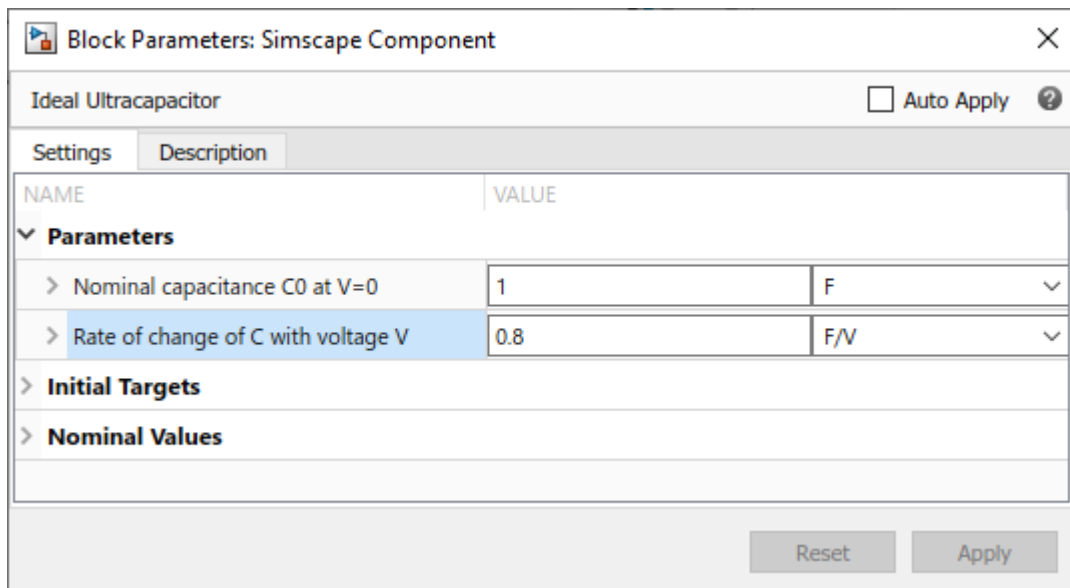 Block Parameters: Simscape Component
Ideal Ultracapacitor Auto Apply ?
Settings Description
NAME VALUE
Parameters
Nominal capacitance C0 at V=0 1 F
Rate of change of C with voltage V 0.8 F/V
Initial Targets
Nominal Values
Reset Apply